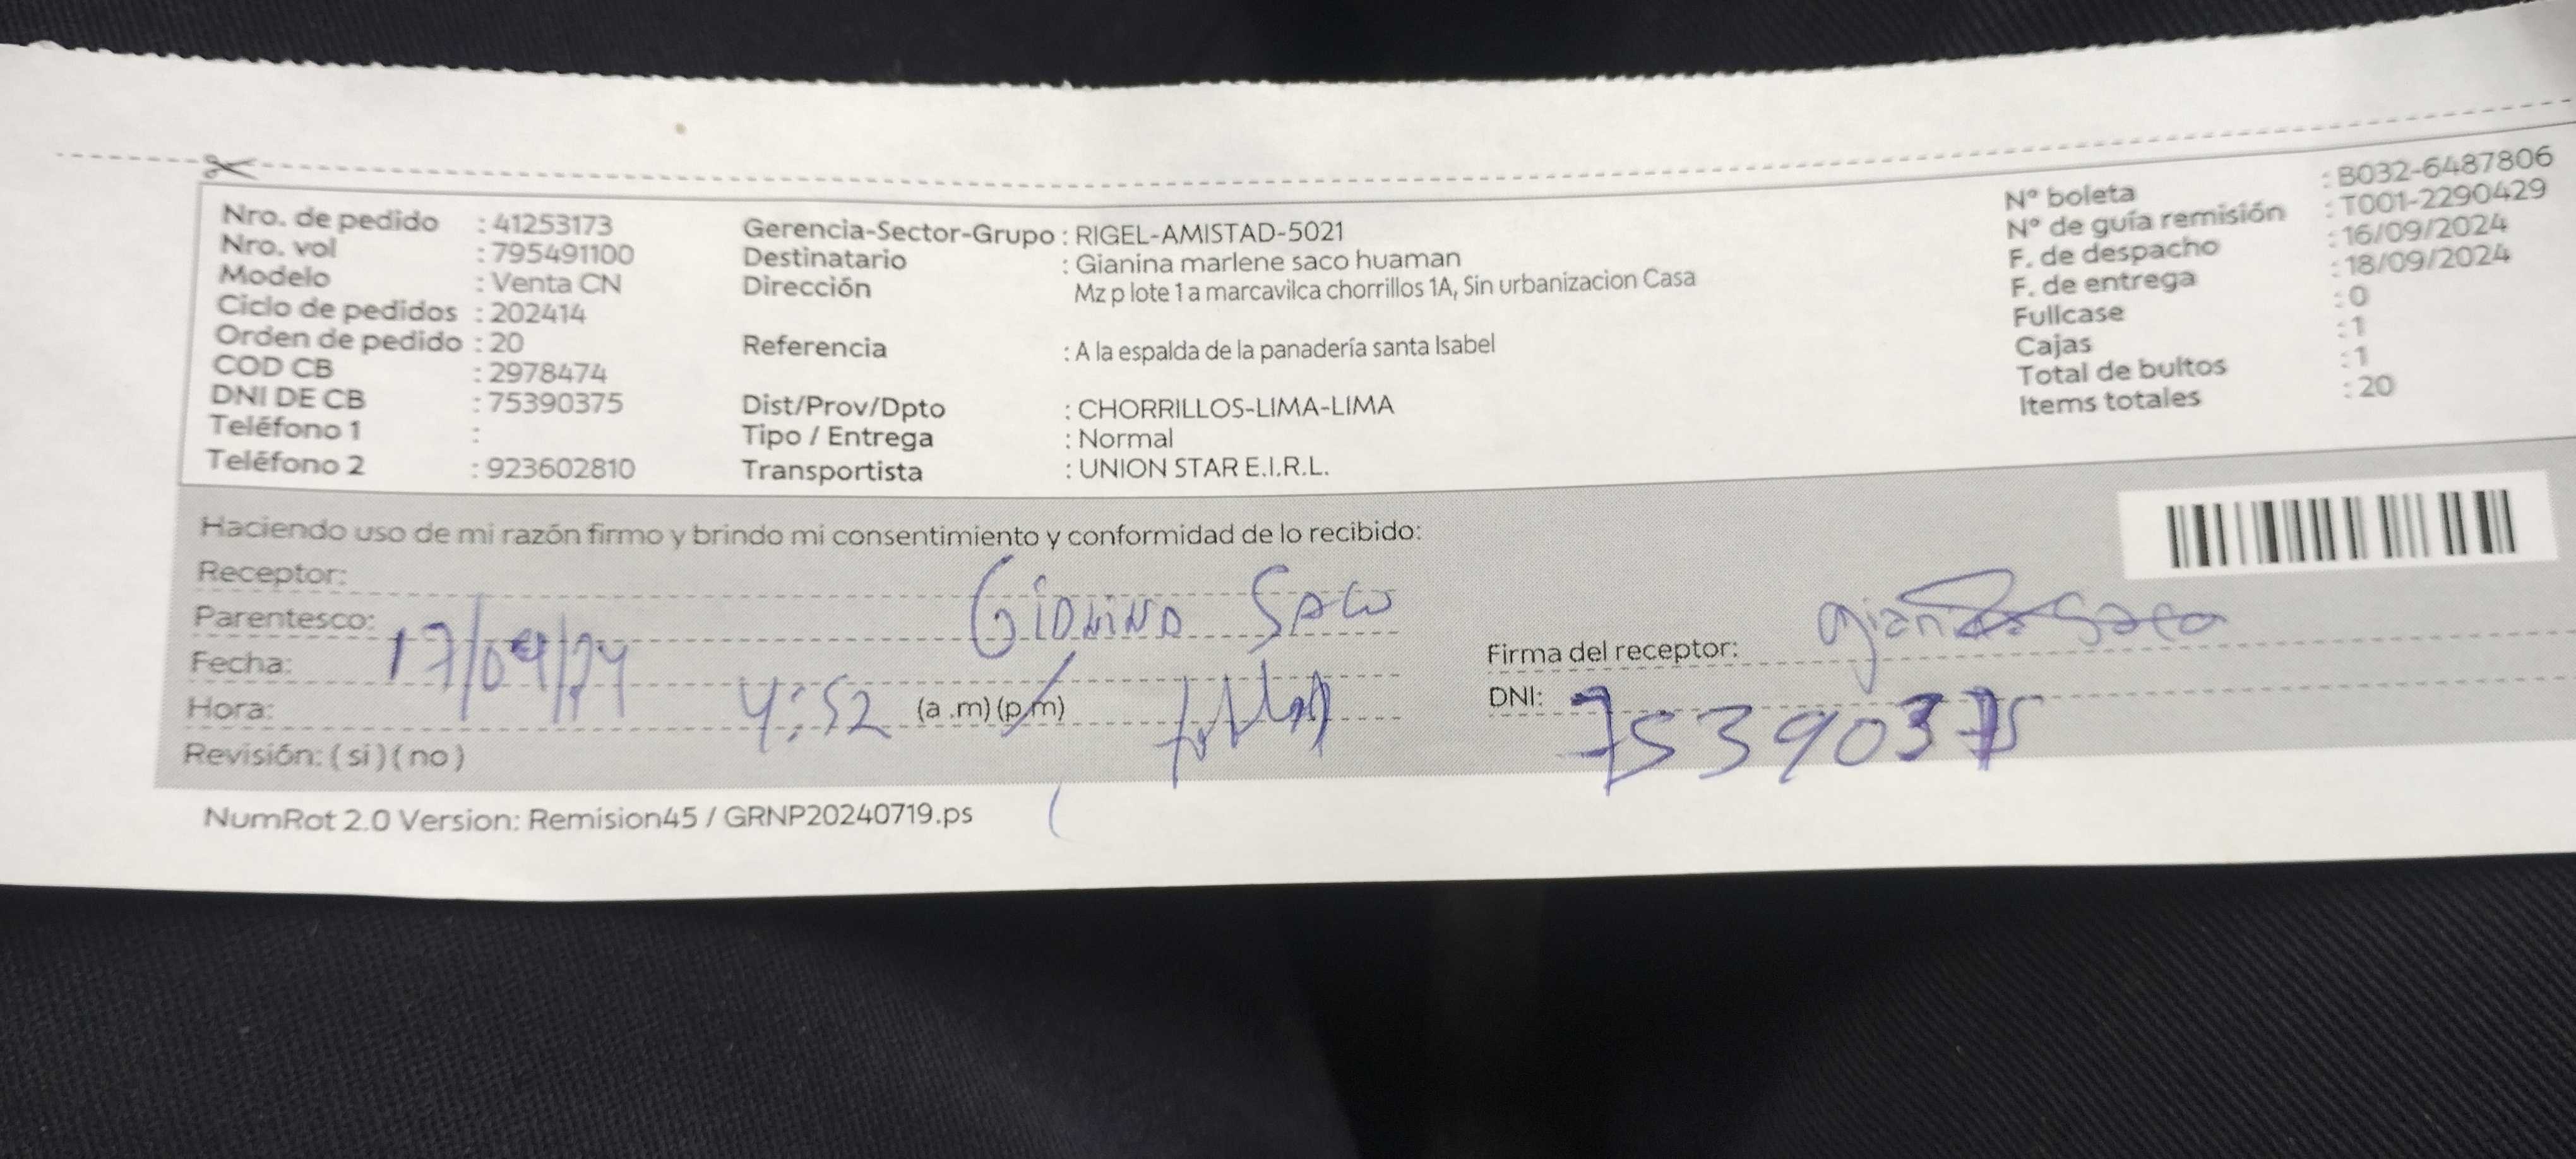 Nro. de pedido : 41253173
Nro. vol : 795491100
Modelo : Venta CN
Ciclo de pedidos : 202414
Orden de pedido : 20
COD CB : 2978474
DNI DE CB : 75390375
Teléfono 1 :
Teléfono 2 : 923602810
Gerencia-Sector-Grupo : RIGEL-AMISTAD-5021
Destinatario : Gianina marlene saco huaman
Dirección Mz p lote 1 a marcavilca chorrillos 1A, Sin urbanizacion Casa
Referencia : A la espalda de la panadería santa Isabel
Dist/Prov/Dpto : CHORRILLOS-LIMA-LIMA
Tipo / Entrega : Normal
Transportista : UNION STAR E.I.R.L.
N° boleta : B032-6487806
N° de guía remisión : T001-2290429
F. de despacho : 16/09/2024
F. de entrega : 18/09/2024
Fullcase : 0
Cajas : 1
Total de bultos : 1
Items totales : 20
Haciendo uso de mi razón firmo y brindo mi consentimiento y conformidad de lo recibido:
Receptor: Gianina Saco
Parentesco:
Fecha: 17/09/24
Hora: 4:52 (a .m) (p.m)
Revisión: ( si ) ( no )
Firma del receptor: Saco
DNI: 75390375
NumRot 2.0 Version: Remision45 / GRNP20240719.ps